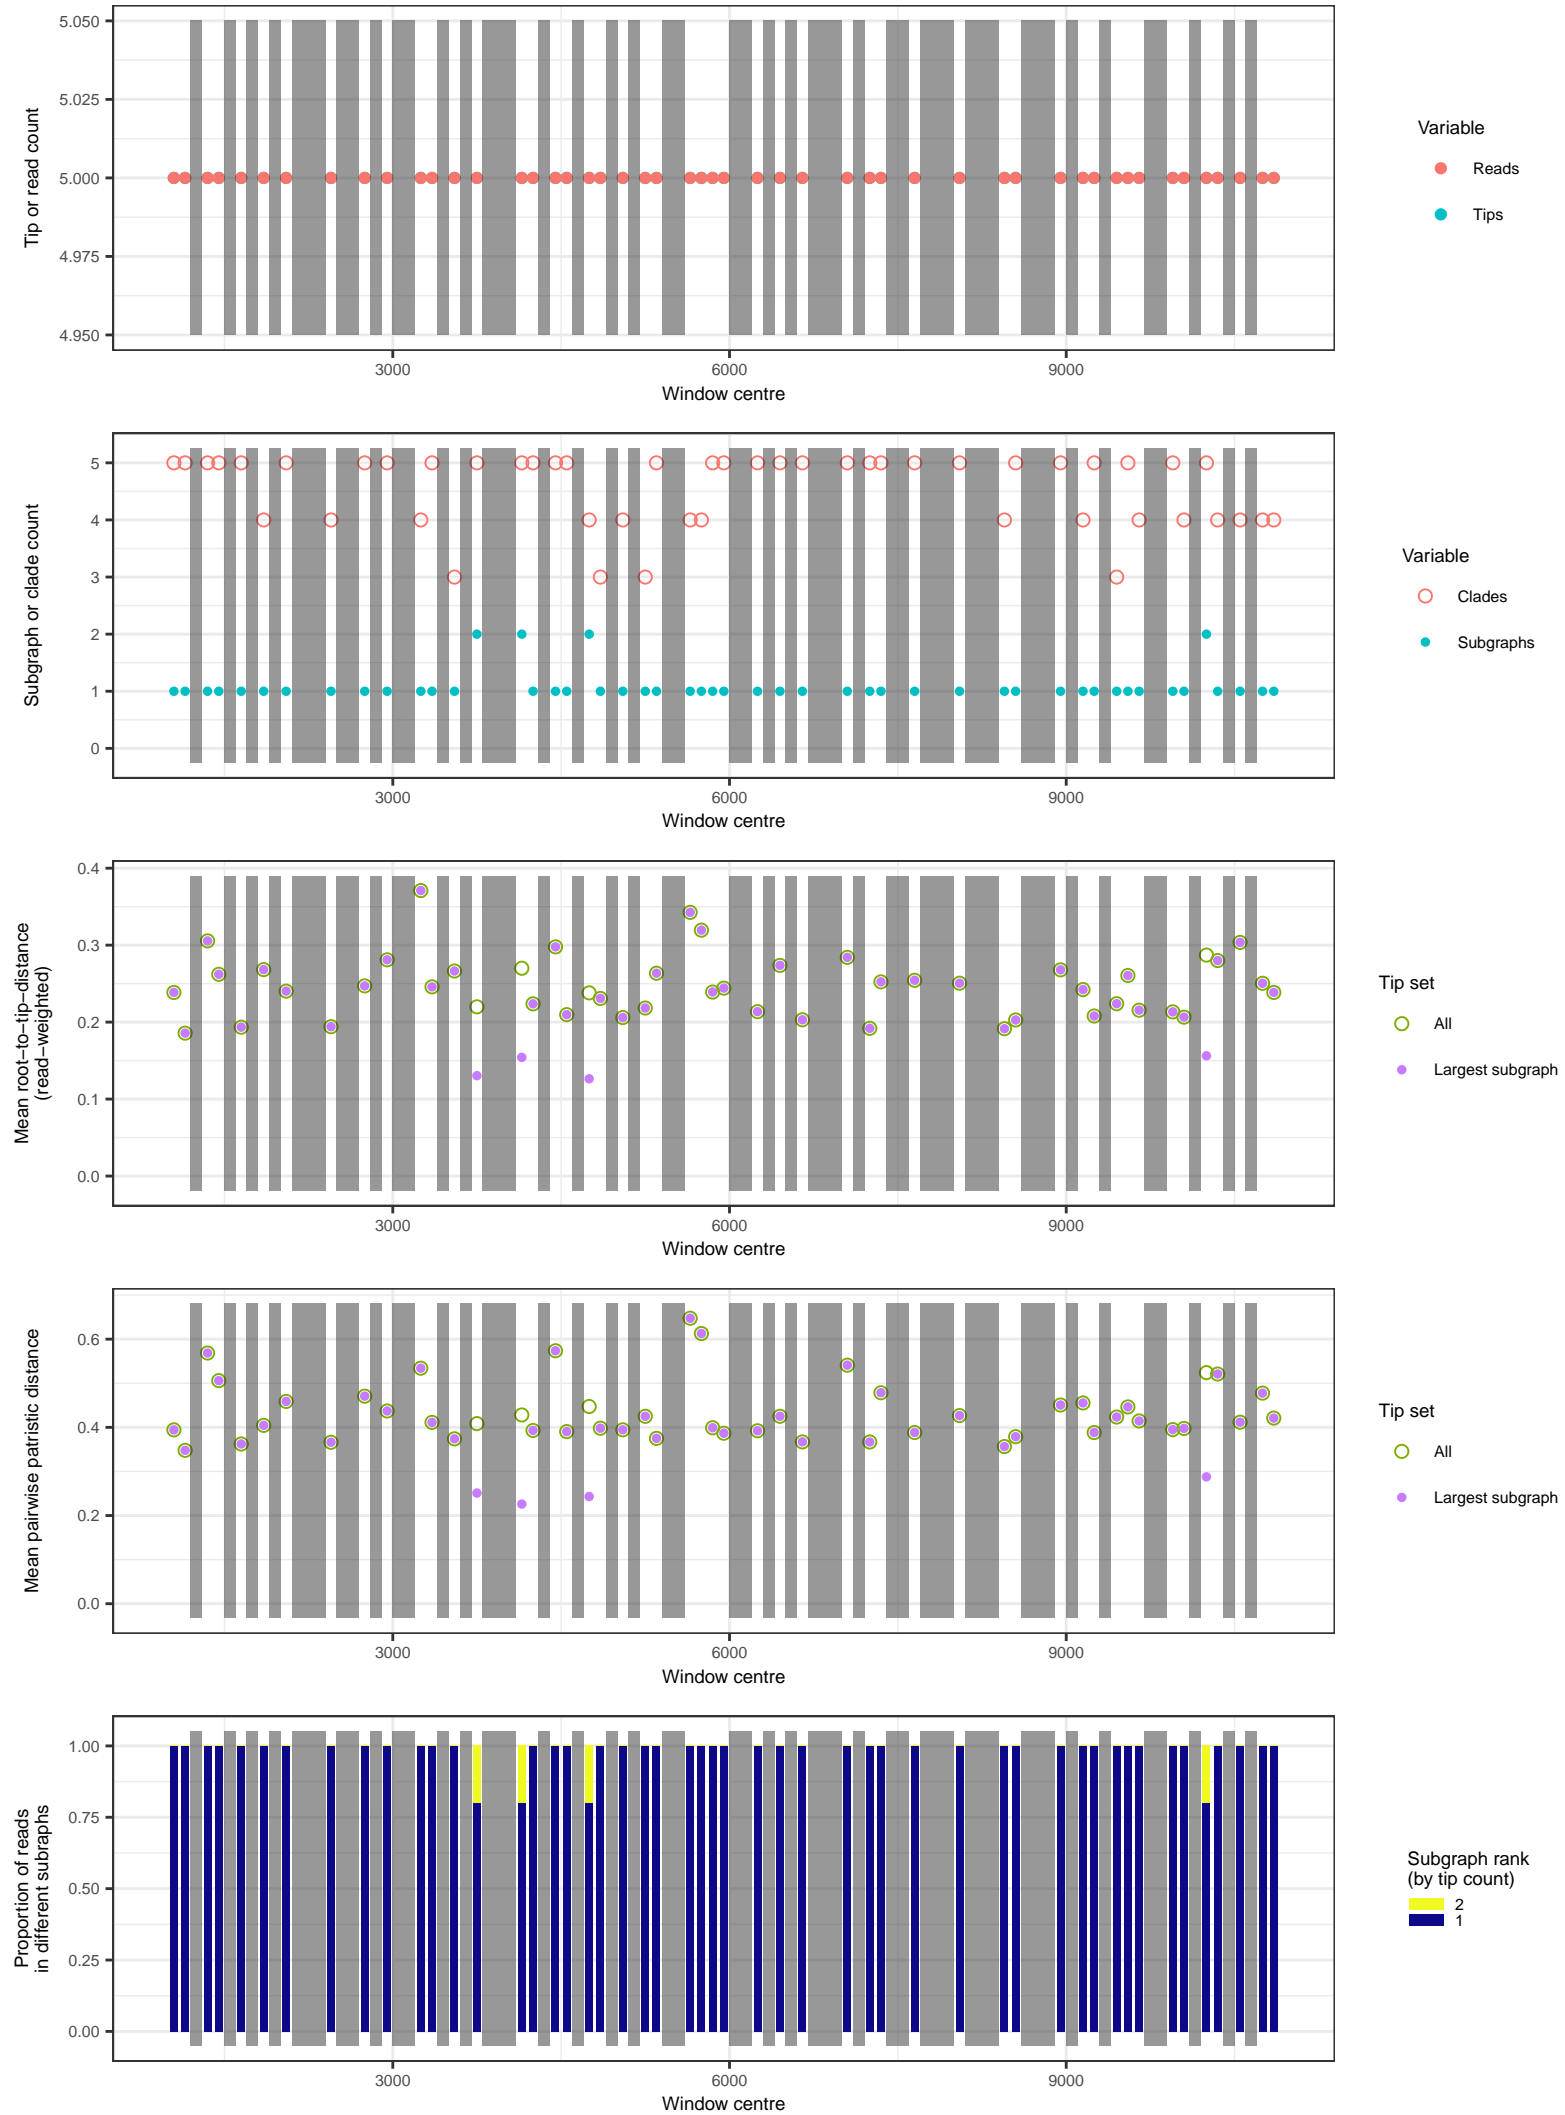 5.050
5.025
5.000
4.975
4.950
Tip or read count
3000
6000
9000
Window centre
Variable
Reads
Tips
5
4
3
2
1
0
Subgraph or clade count
3000
6000
9000
Window centre
Variable
Clades
Subgraphs
0.4
0.3
0.2
0.1
0.0
Mean root-to-tip-distance
(read-weighted)
3000
6000
9000
Window centre
Tip set
All
Largest subgraph
0.6
0.4
0.2
0.0
Mean pairwise patristic distance
3000
6000
9000
Window centre
Tip set
All
Largest subgraph
1.00
0.75
0.50
0.25
0.00
Proportion of reads
in different subraphs
3000
6000
9000
Window centre
Subgraph rank
(by tip count)
2
1